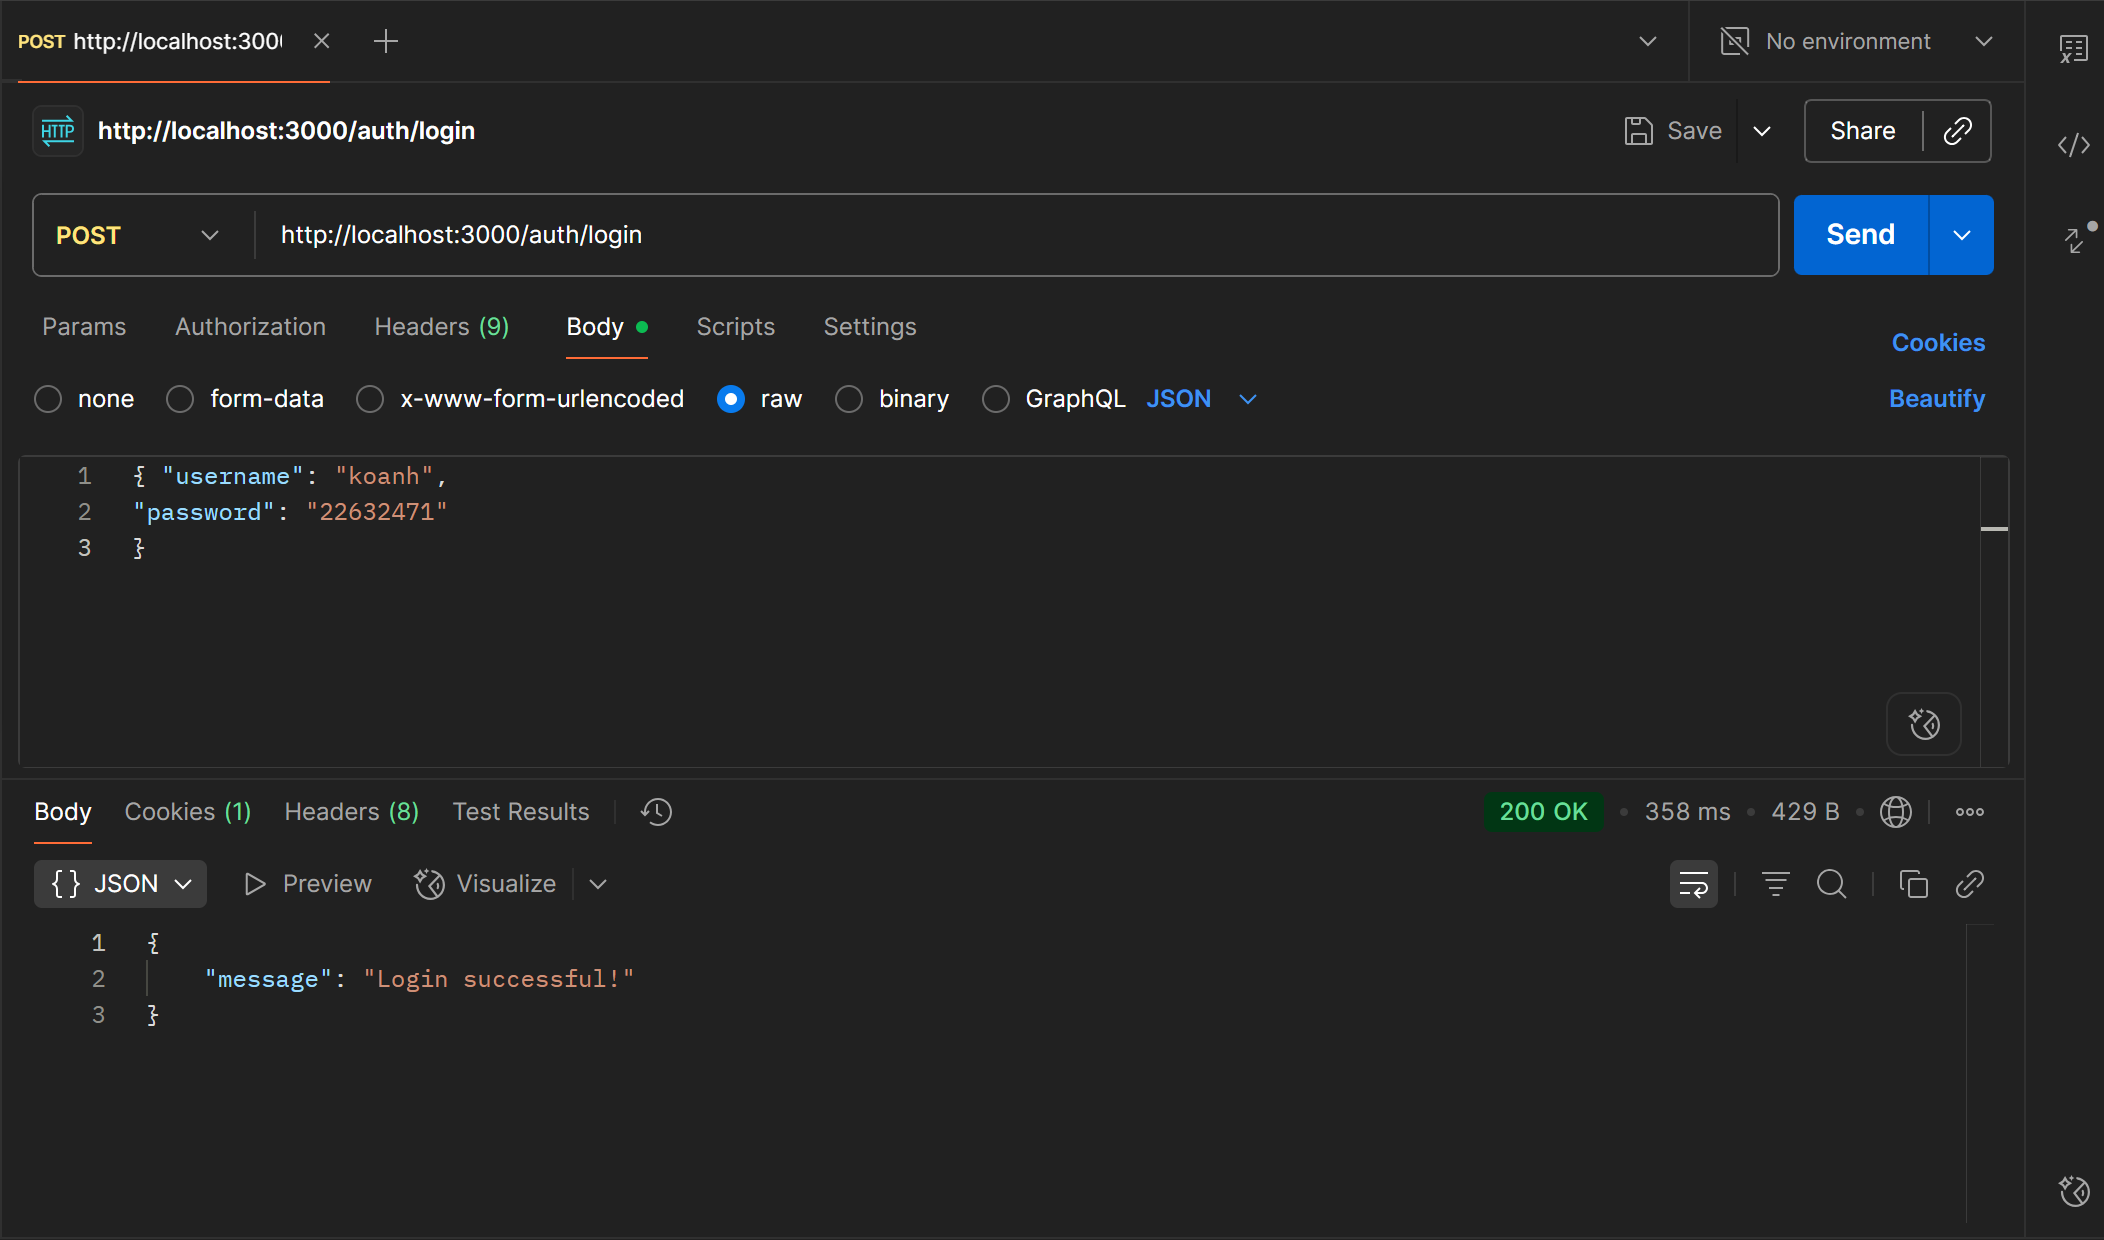 POST http://localhost:300
No environment
HTTP http://localhost:3000/auth/login
Save
Share
POST http://localhost:3000/auth/login
Send
Params Authorization Headers (9) Body Scripts Settings
Cookies
none form-data x-www-form-urlencoded raw binary GraphQL JSON
Beautify
1 { "username": "koanh",
2 "password": "22632471"
3 }
Body Cookies (1) Headers (8) Test Results
200 OK • 358 ms • 429 B •
{} JSON Preview Visualize
1 {
2 "message": "Login successful!"
3 }